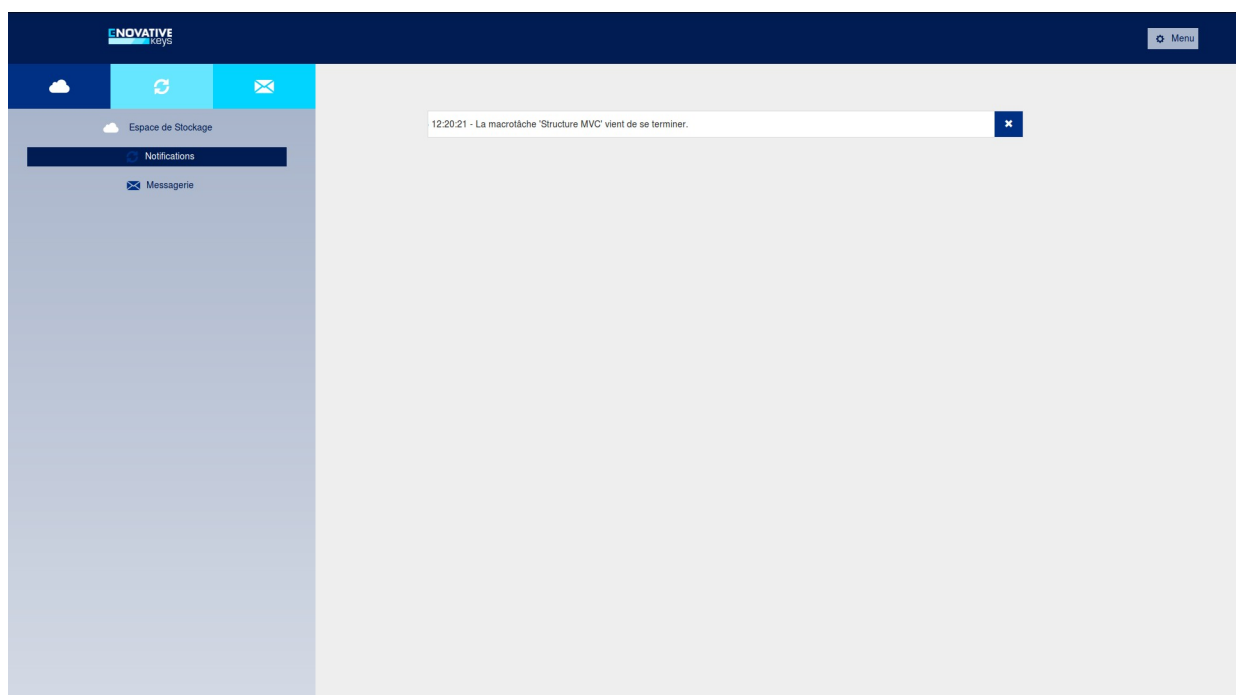 ENOVATIVE
Keys
Menu
Espace de Stockage
12:20:21 - La macrotâche 'Structure MVC' vient de se terminer.
Notifications
Messagerie